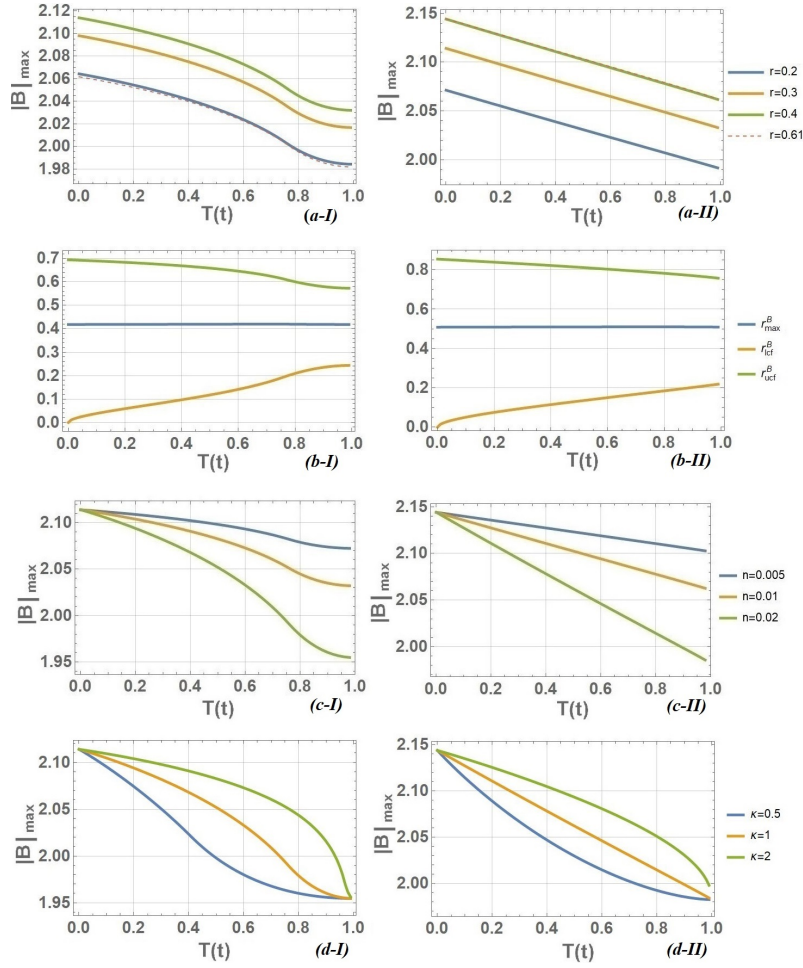 2.12
2.10
2.08
2.06
2.04
2.02
2.00
1.98
|B|max
0.0 0.2 0.4 0.6 0.8 1.0
T(t)
(a-I)
2.15
2.10
2.05
2.00
|B|max
0.0 0.2 0.4 0.6 0.8 1.0
T(t)
(a-II)
r=0.2
r=0.3
r=0.4
r=0.61
0.7
0.6
0.5
0.4
0.3
0.2
0.1
0.0
0.0 0.2 0.4 0.6 0.8 1.0
T(t)
(b-I)
0.8
0.6
0.4
0.2
0.0
0.0 0.2 0.4 0.6 0.8 1.0
T(t)
(b-II)
r^B_max
r^B_lcf
r^B_ucf
2.10
2.05
2.00
1.95
|B|max
0.0 0.2 0.4 0.6 0.8 1.0
T(t)
(c-I)
2.15
2.10
2.05
2.00
|B|max
0.0 0.2 0.4 0.6 0.8 1.0
T(t)
(c-II)
n=0.005
n=0.01
n=0.02
2.10
2.05
2.00
1.95
|B|max
0.0 0.2 0.4 0.6 0.8 1.0
T(t)
(d-I)
2.15
2.10
2.05
2.00
|B|max
0.0 0.2 0.4 0.6 0.8 1.0
T(t)
(d-II)
κ=0.5
κ=1
κ=2